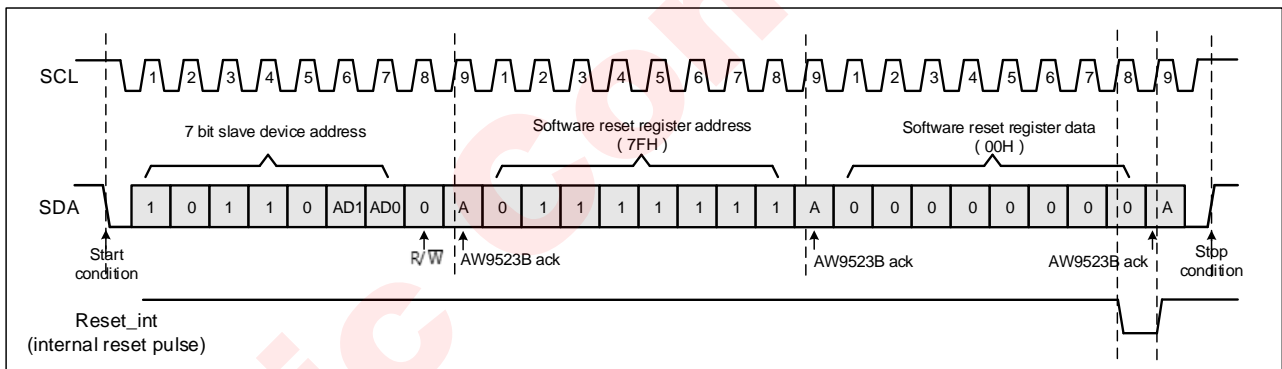 SCL 1 2 3 4 5 6 7 8 9 1 2 3 4 5 6 7 8 9 1 2 3 4 5 6 7 8 9
7 bit slave device address
Software reset register address
( 7FH )
Software reset register data
( 00H )
SDA 1 0 1 1 0 AD1 AD0 0 A 0 1 1 1 1 1 1 1 A 0 0 0 0 0 0 0 0 A
Start
condition
R/W
AW9523B ack
AW9523B ack
AW9523B ack
Stop
condition
Reset_int
(internal reset pulse)